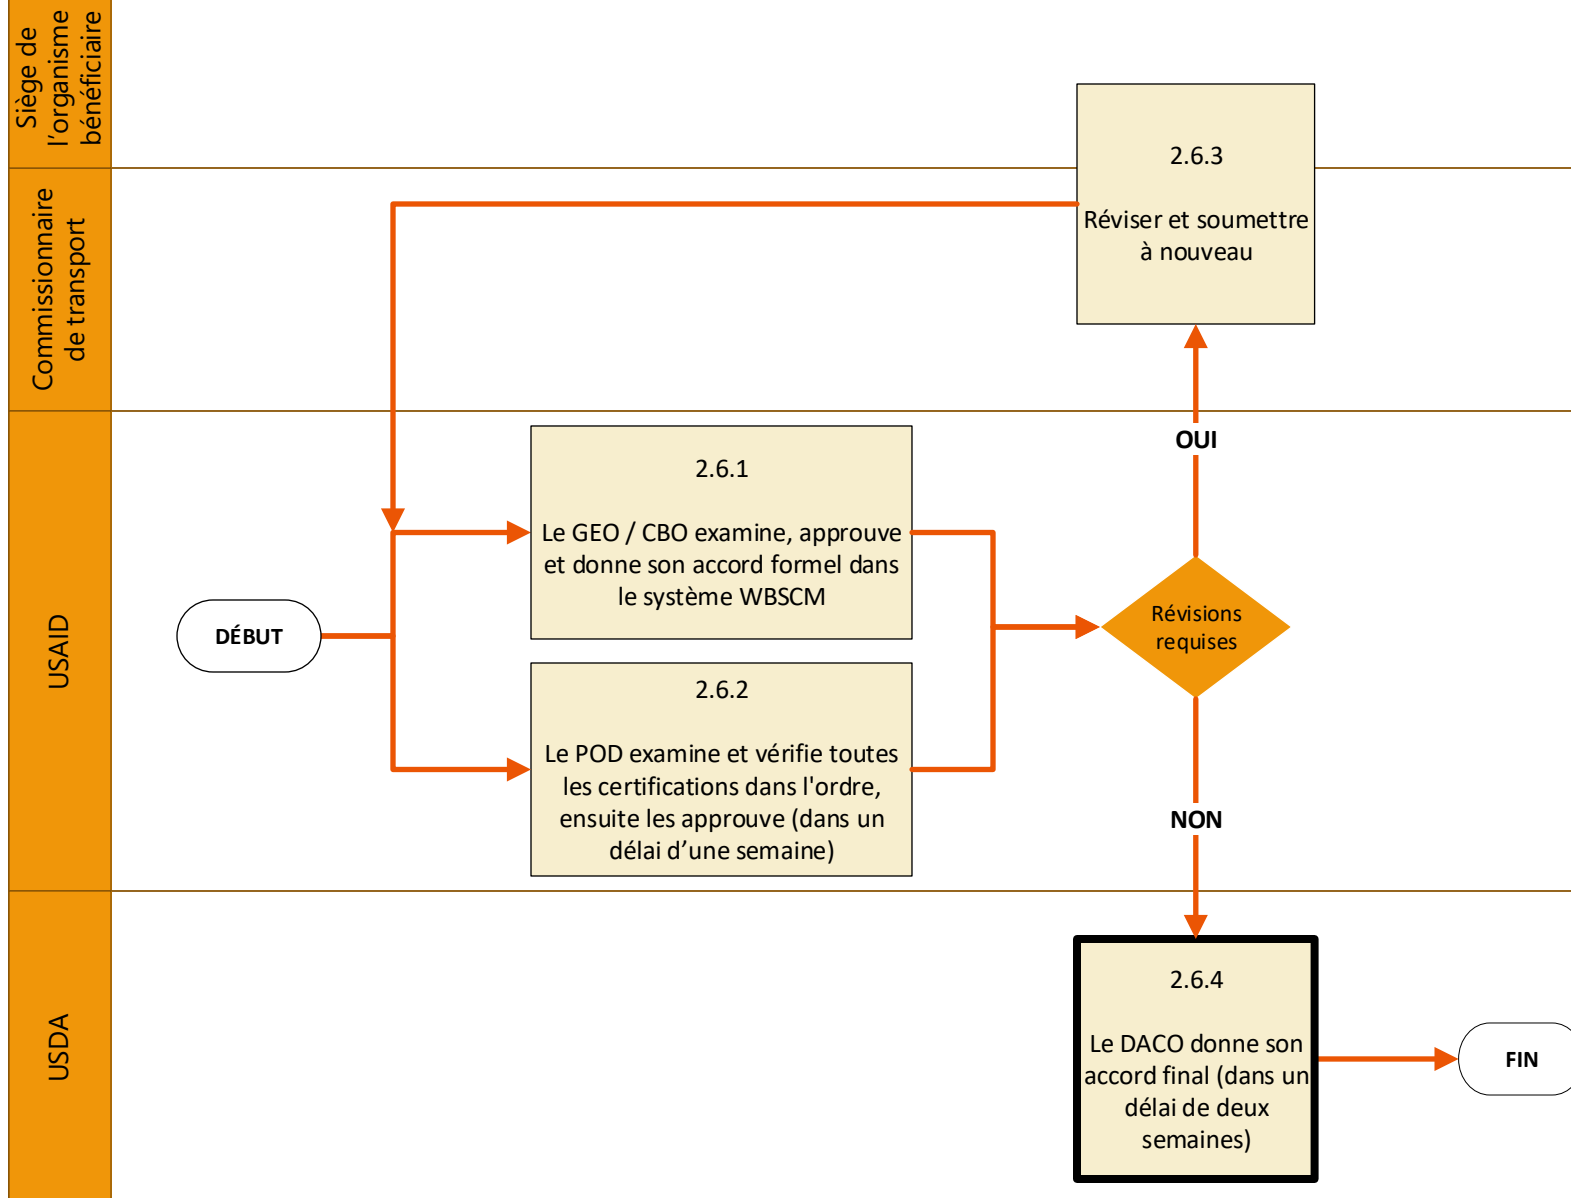 Siège de
l'organisme
bénéficiaire
2.6.3
Réviser et soumettre
à nouveau
Commissionnaire
de transport
OUI
USAID
DÉBUT
2.6.1
Le GEO / CBO examine, approuve
et donne son accord formel dans
le système WBSCM
2.6.2
Le POD examine et vérifie toutes
les certifications dans l'ordre,
ensuite les approuve (dans un
délai d’une semaine)
Révisions
requises
NON
USDA
2.6.4
Le DACO donne son
accord final (dans un
délai de deux
semaines)
FIN